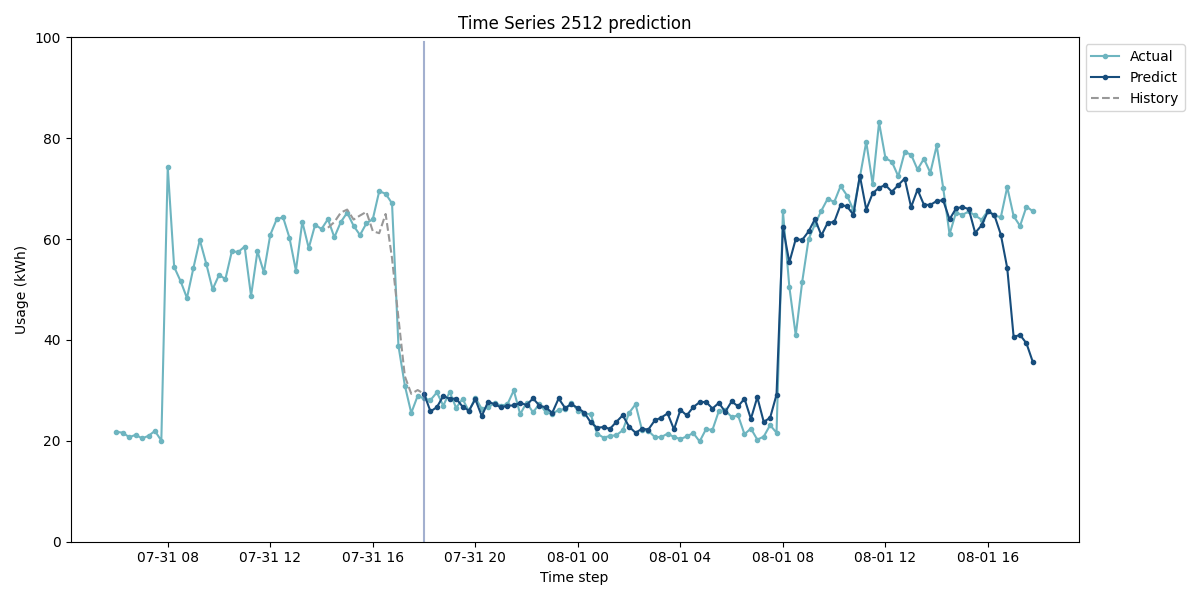 Time Series 2512 prediction
Actual
Predict
History
Usage (kWh)
100
80
60
40
20
0
07-31 08
07-31 12
07-31 16
07-31 20
08-01 00
08-01 04
08-01 08
08-01 12
08-01 16
Time step